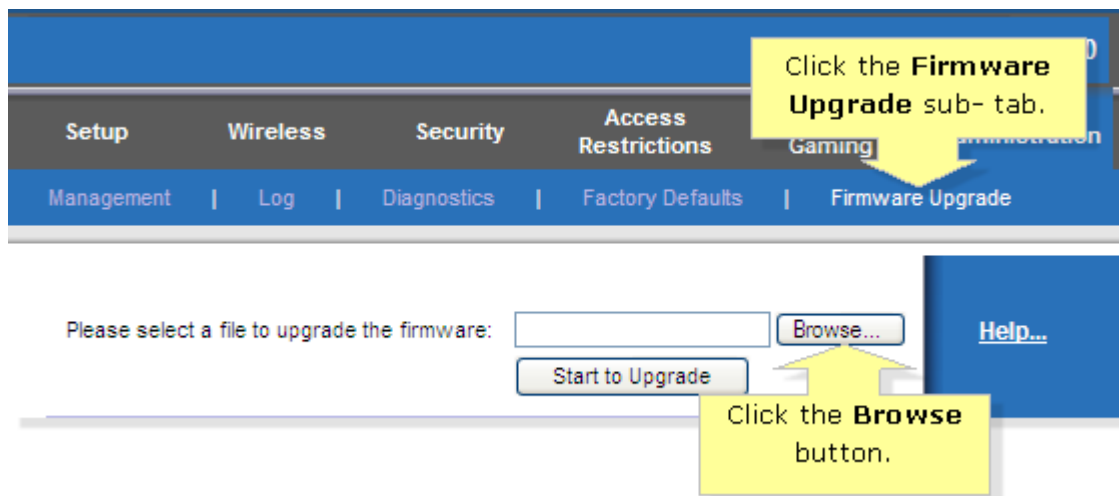 Click the Firmware
Upgrade sub- tab.
Setup Wireless Security Access
Restrictions Gaming
Management | Log | Diagnostics | Factory Defaults | Firmware Upgrade
Please select a file to upgrade the firmware: Browse... Help...
Start to Upgrade
Click the Browse
button.